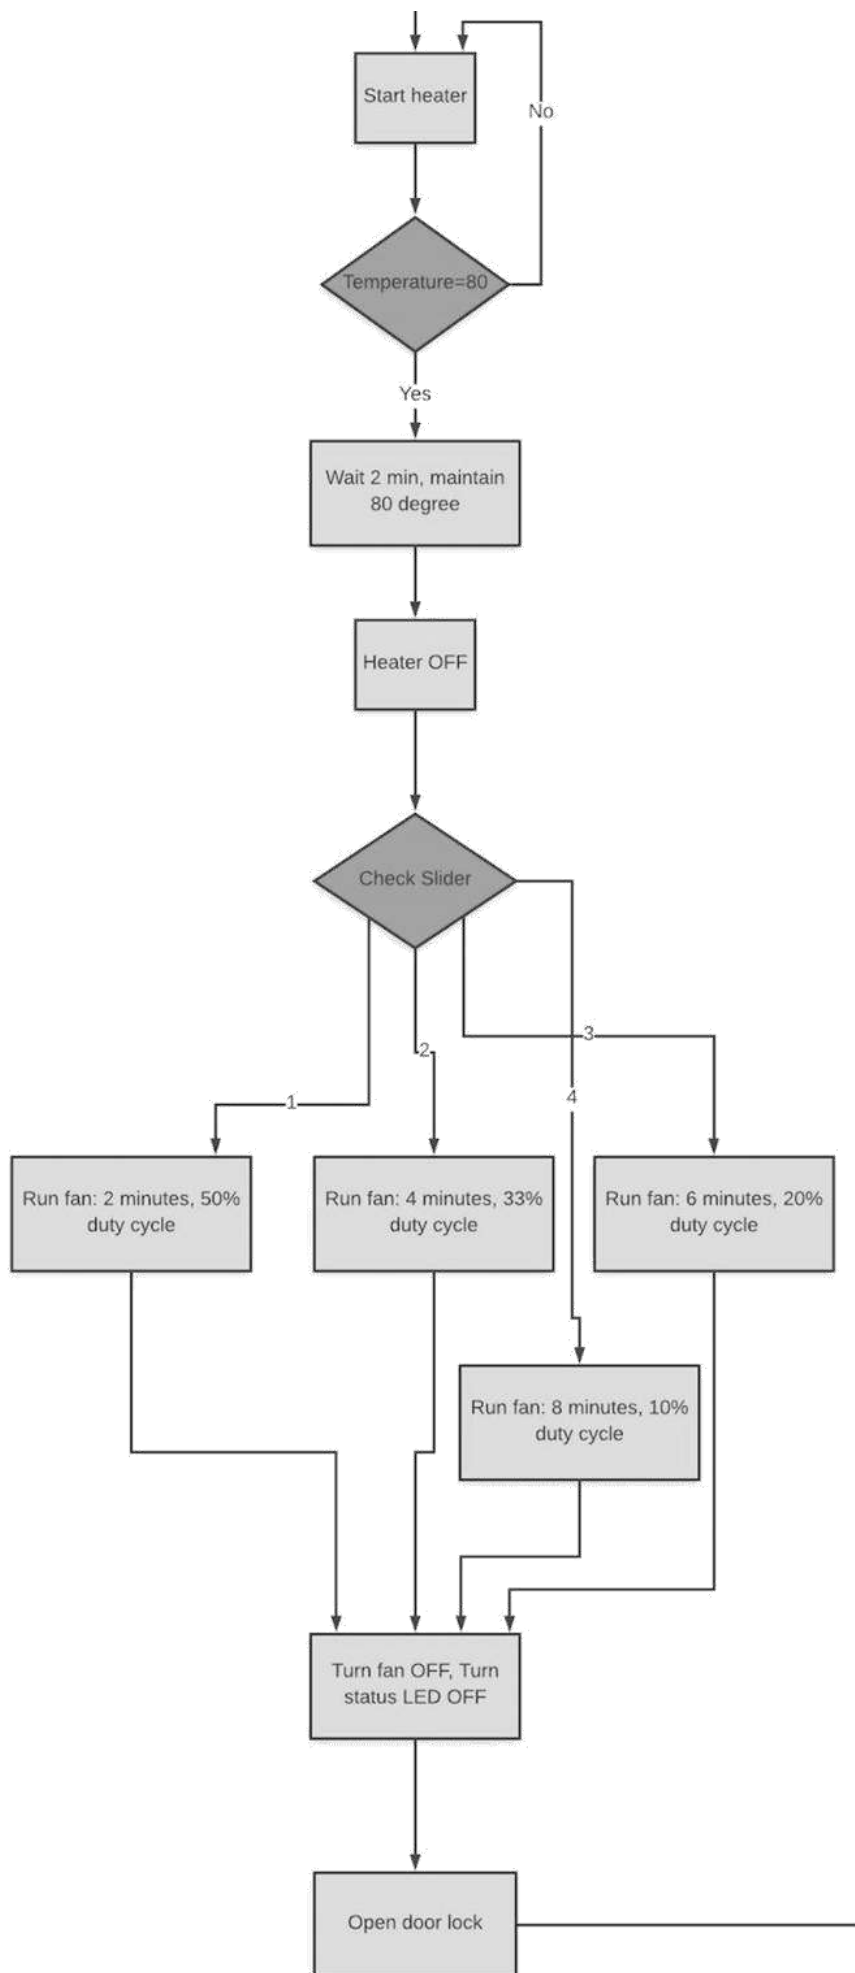 Start heater
No
Temperature=80
Yes
Wait 2 min, maintain
80 degree
Heater OFF
Check Slider
3
2
4
1
Run fan: 2 minutes, 50%
duty cycle
Run fan: 4 minutes, 33%
duty cycle
Run fan: 6 minutes, 20%
duty cycle
Run fan: 8 minutes, 10%
duty cycle
Turn fan OFF, Turn
status LED OFF
Open door lock